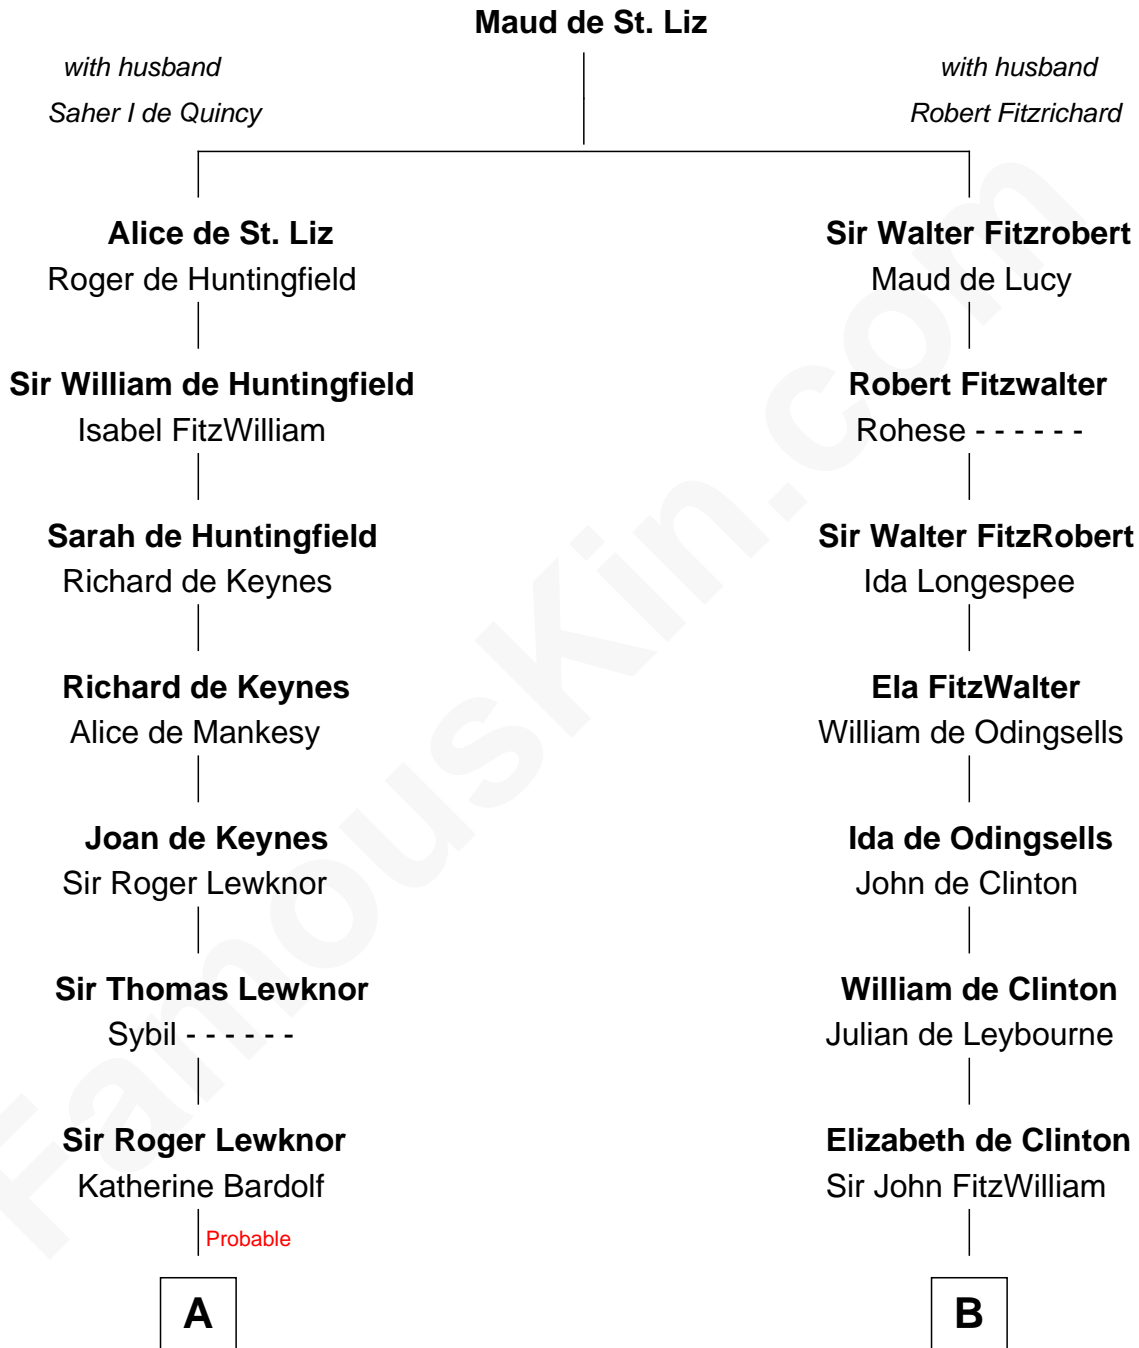 Maud de St. Liz
with husband
Saher I de Quincy
with husband
Robert Fitzrichard
Alice de St. Liz
Roger de Huntingfield
Sir William de Huntingfield
Isabel FitzWilliam
Sarah de Huntingfield
Richard de Keynes
Richard de Keynes
Alice de Mankesy
Joan de Keynes
Sir Roger Lewknor
Sir Thomas Lewknor
Sybil - - - - - -
Sir Roger Lewknor
Katherine Bardolf
Probable
A
Sir Walter Fitzrobert
Maud de Lucy
Robert Fitzwalter
Rohese - - - - - -
Sir Walter FitzRobert
Ida Longespee
Ela FitzWalter
William de Odingsells
Ida de Odingsells
John de Clinton
William de Clinton
Julian de Leybourne
Elizabeth de Clinton
Sir John FitzWilliam
B
FamousKin.com